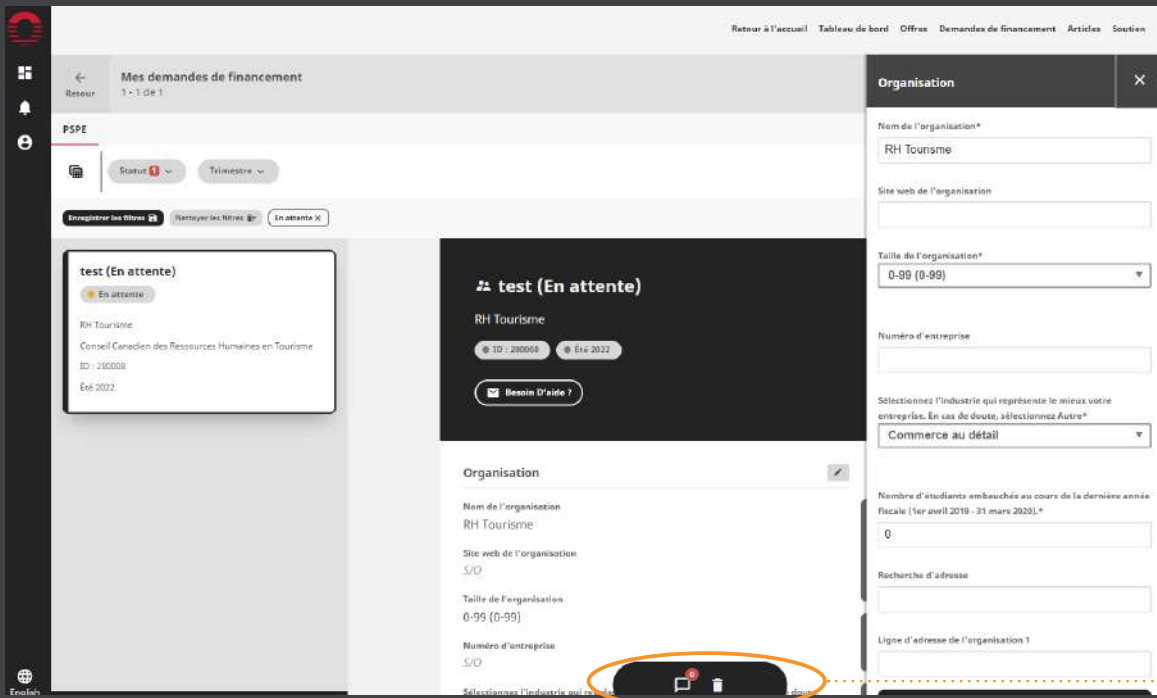 Retour à l'accueil Tableau de bord Offres Demandes de financement Articles Soutien
Retour
Mes demandes de financement
1 - 1 de 1
PSPE
Statut 1
Trimestre
Enregistrer les filtres
Nettoyer les filtres
En attente X
test (En attente)
En attente
RH Tourisme
Conseil Canadien des Ressources Humaines en Tourisme
ID : 280008
Été 2022
test (En attente)
RH Tourisme
ID : 280008
Été 2022
Besoin D'aide ?
Organisation
Nom de l'organisation
RH Tourisme
Site web de l'organisation
S/O
Taille de l'organisation
0-99 (0-99)
Numéro d'entreprise
S/O
Sélectionnez l'industrie qui
0
Organisation
Nom de l'organisation*
RH Tourisme
Site web de l'organisation
Taille de l'organisation*
0-99 (0-99)
Numéro d'entreprise
Sélectionnez l'industrie qui représente le mieux votre
entreprise. En cas de doute, sélectionnez Autre*
Commerce au détail
Nombre d'étudiants embauchés au cours de la dernière année
fiscale (1er avril 2019 - 31 mars 2020).*
0
Recherche d'adresse
Ligne d'adresse de l'organisation 1
English